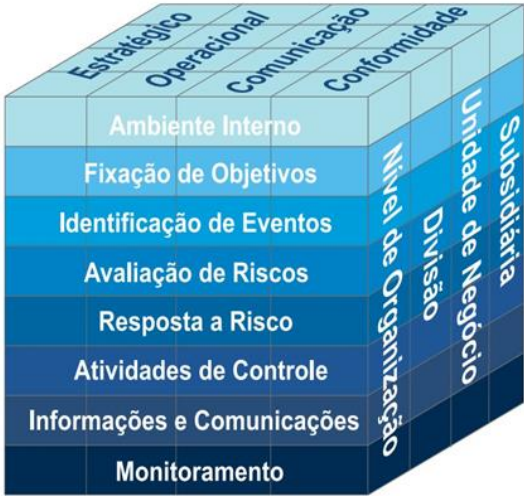 Estratégico
Operacional
Comunicação
Conformidade
Ambiente Interno
Fixação de Objetivos
Identificação de Eventos
Avaliação de Riscos
Resposta a Risco
Atividades de Controle
Informações e Comunicações
Monitoramento
Nível de Organização
Divisão
Unidade de Negócio
Subsidiária